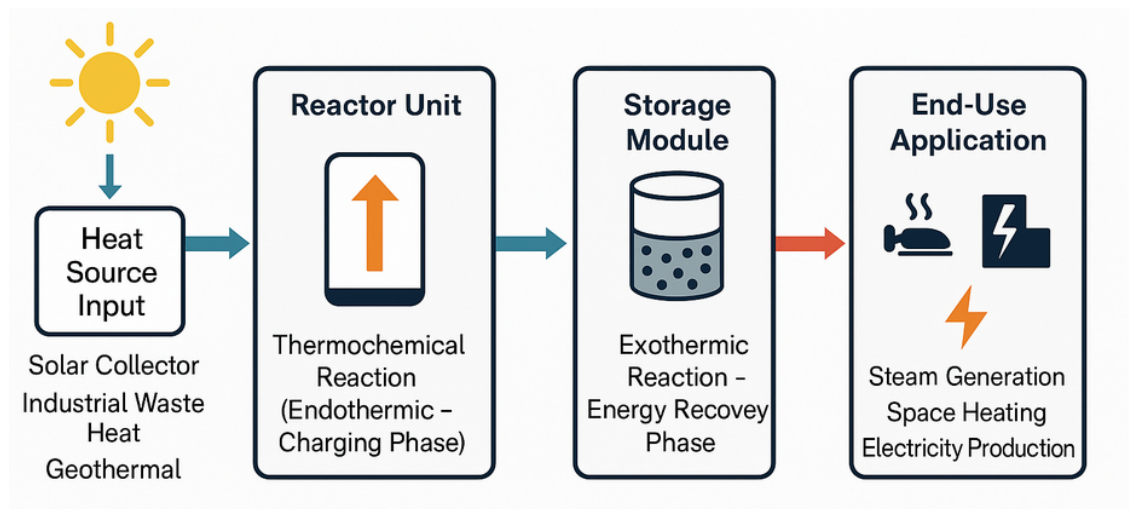 Heat
Source
Input
Solar Collector
Industrial Waste
Heat
Geothermal
Reactor Unit
Thermochemical
Reaction
(Endothermic –
Charging Phase)
Storage
Module
Exothermic
Reaction –
Energy Recovey
Phase
End-Use
Application
Steam Generation
Space Heating
Electricity Production